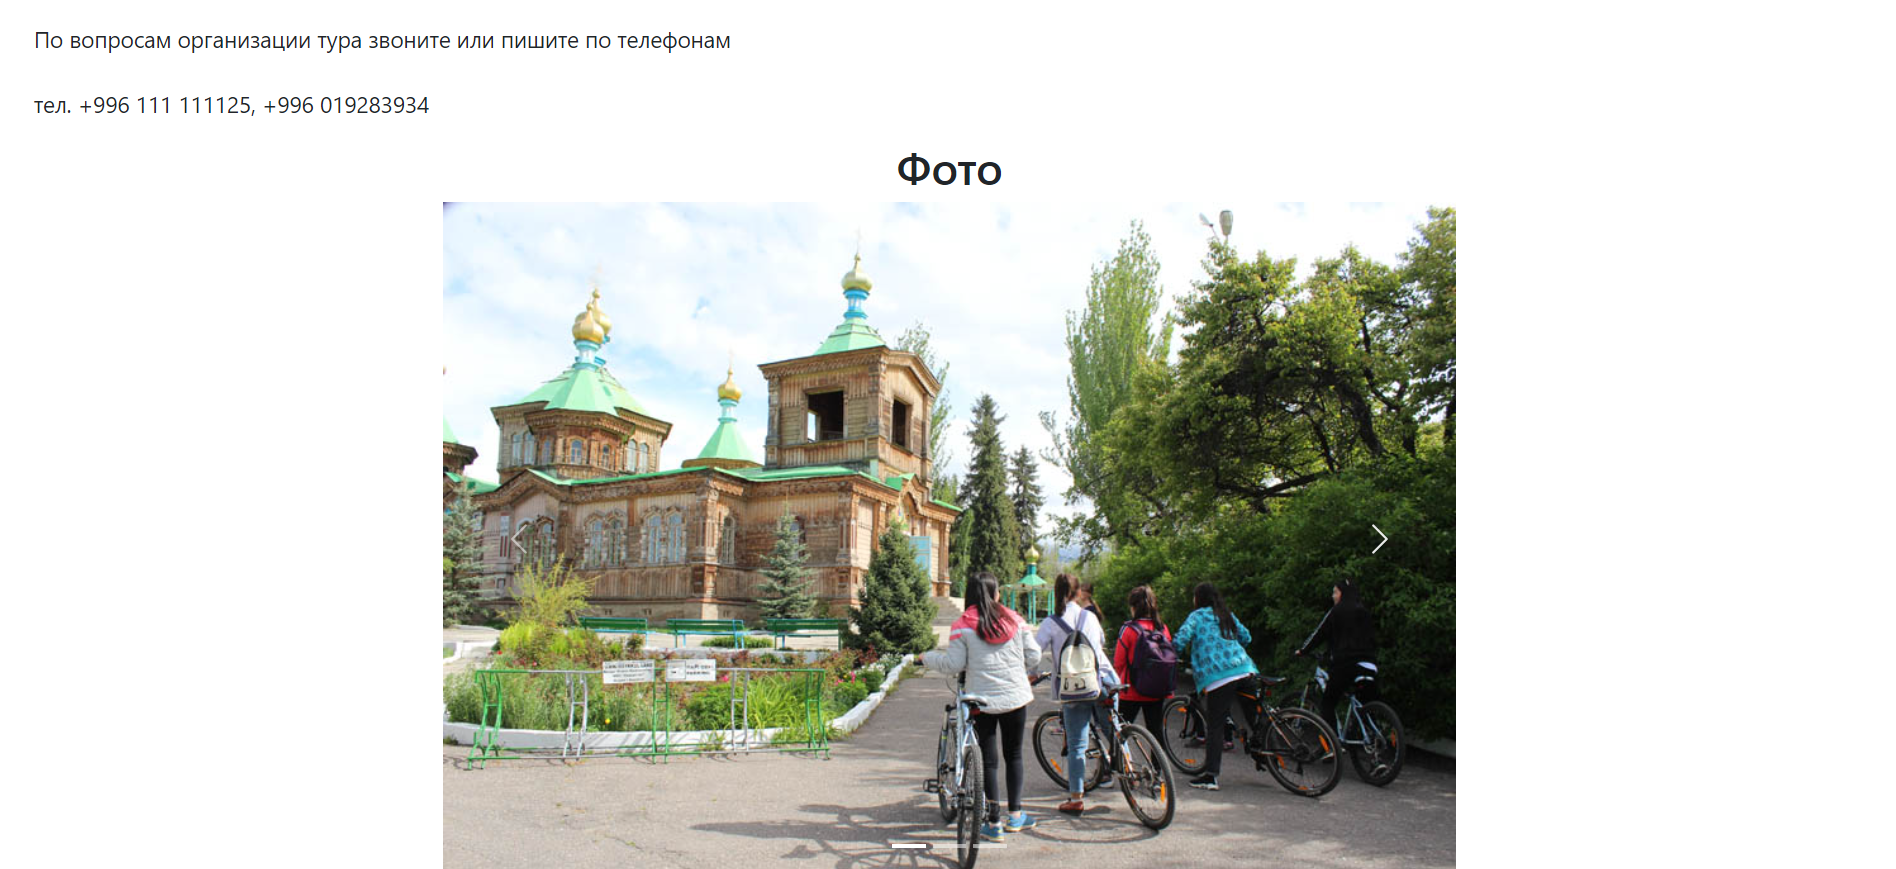 По вопросам организации тура звоните или пишите по телефонам
тел. +996 111 111125, +996 019283934
Фото